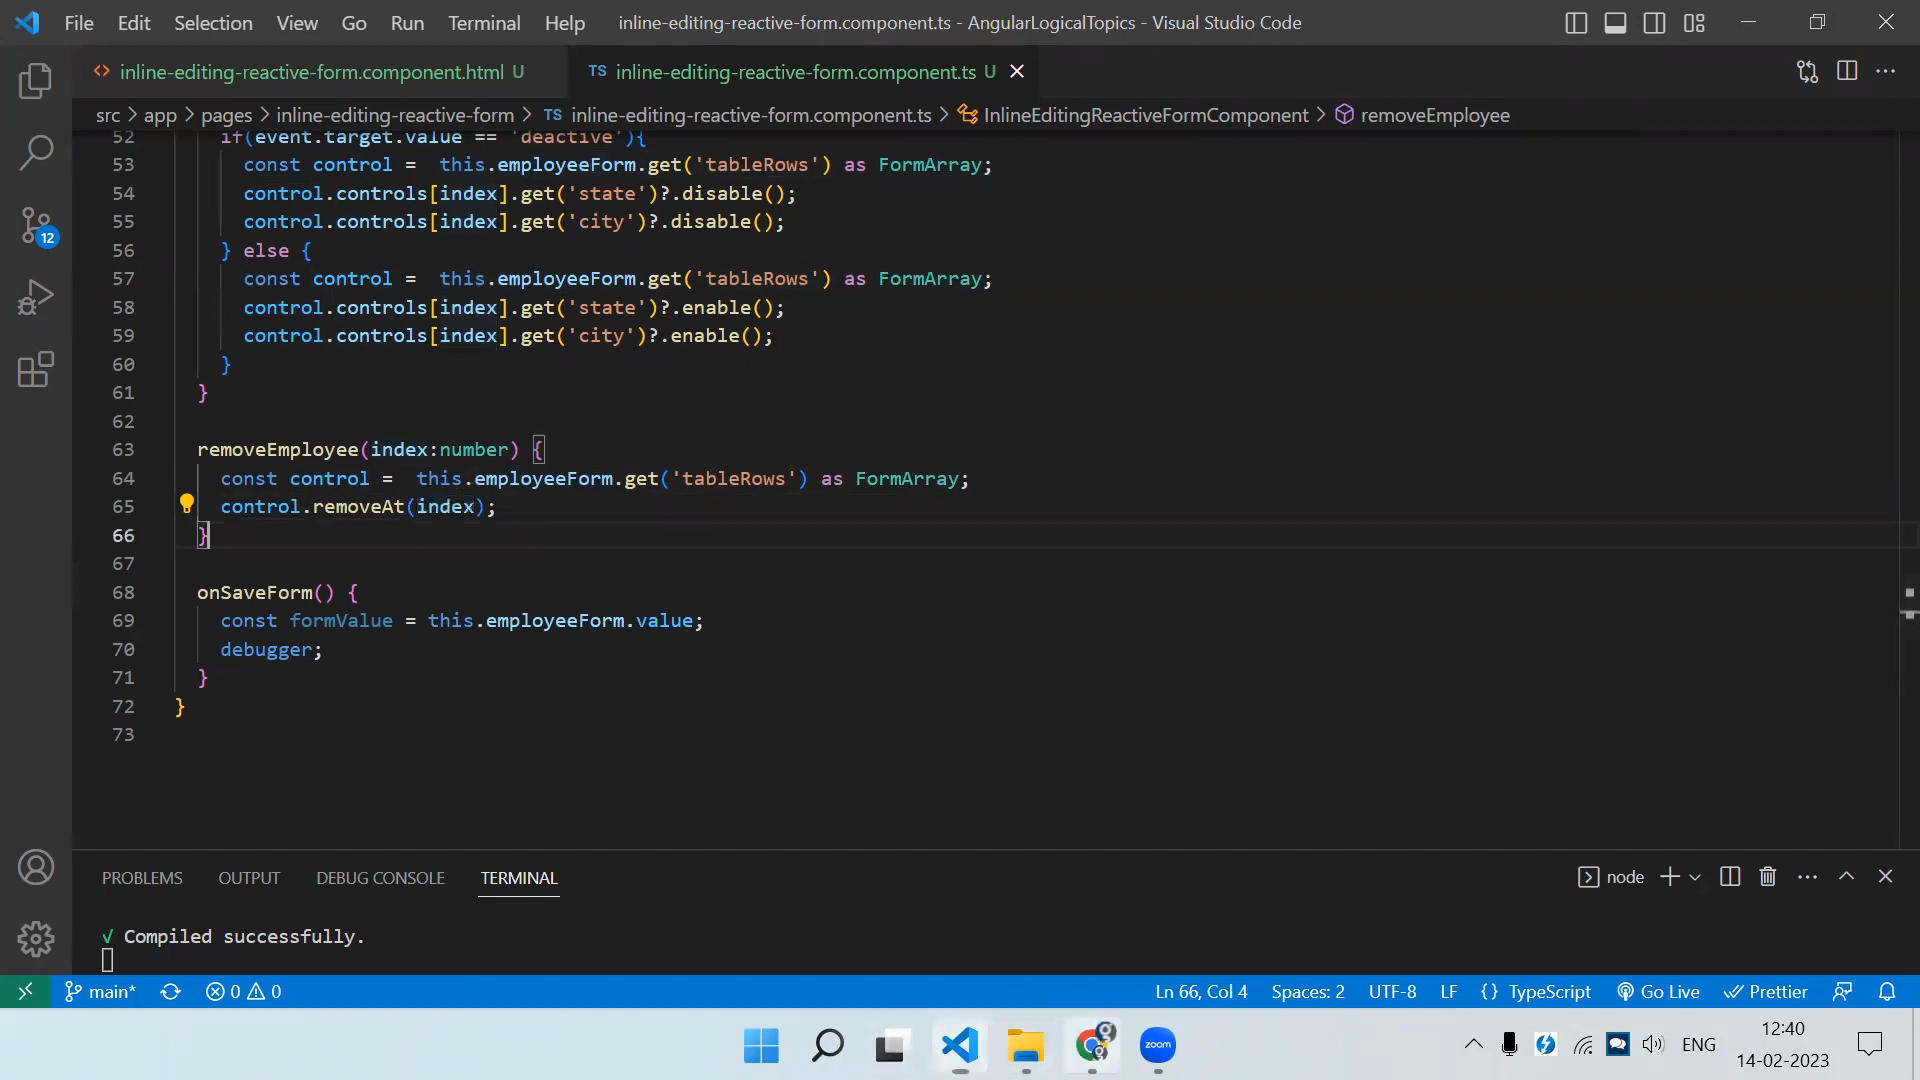 File Edit Selection View Go Run Terminal Help inline-editing-reactive-form.component.ts - AngularLogicalTopics - Visual Studio Code
inline-editing-reactive-form.component.html U TS inline-editing-reactive-form.component.ts U
src > app > pages > inline-editing-reactive-form > TS inline-editing-reactive-form.component.ts > InlineEditingReactiveFormComponent > removeEmployee
52 if(event.target.value == 'deactive'){
53 const control =  this.employeeForm.get('tableRows') as FormArray;
54 control.controls[index].get('state')?.disable();
55 control.controls[index].get('city')?.disable();
56 } else {
57 const control =  this.employeeForm.get('tableRows') as FormArray;
58 control.controls[index].get('state')?.enable();
59 control.controls[index].get('city')?.enable();
60 }
61 }
62
63 removeEmployee(index:number) {
64 const control =  this.employeeForm.get('tableRows') as FormArray;
65 control.removeAt(index);
66 }
67
68 onSaveForm() {
69 const formValue = this.employeeForm.value;
70 debugger;
71 }
72 }
73
12
PROBLEMS OUTPUT DEBUG CONSOLE TERMINAL node
√ Compiled successfully.
main* 0 0 Ln 66, Col 4 Spaces: 2 UTF-8 LF {} TypeScript Go Live Prettier
zoom ENG 12:40
14-02-2023